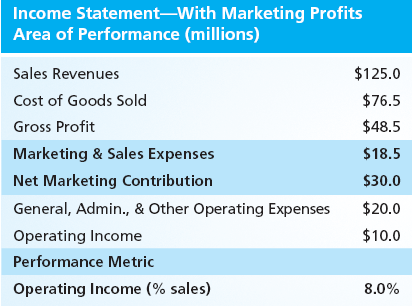 Income Statement—With Marketing Profits
Area of Performance (millions)
Sales Revenues $125.0
Cost of Goods Sold $76.5
Gross Profit $48.5
Marketing & Sales Expenses $18.5
Net Marketing Contribution $30.0
General, Admin., & Other Operating Expenses $20.0
Operating Income $10.0
Performance Metric
Operating Income (% sales) 8.0%